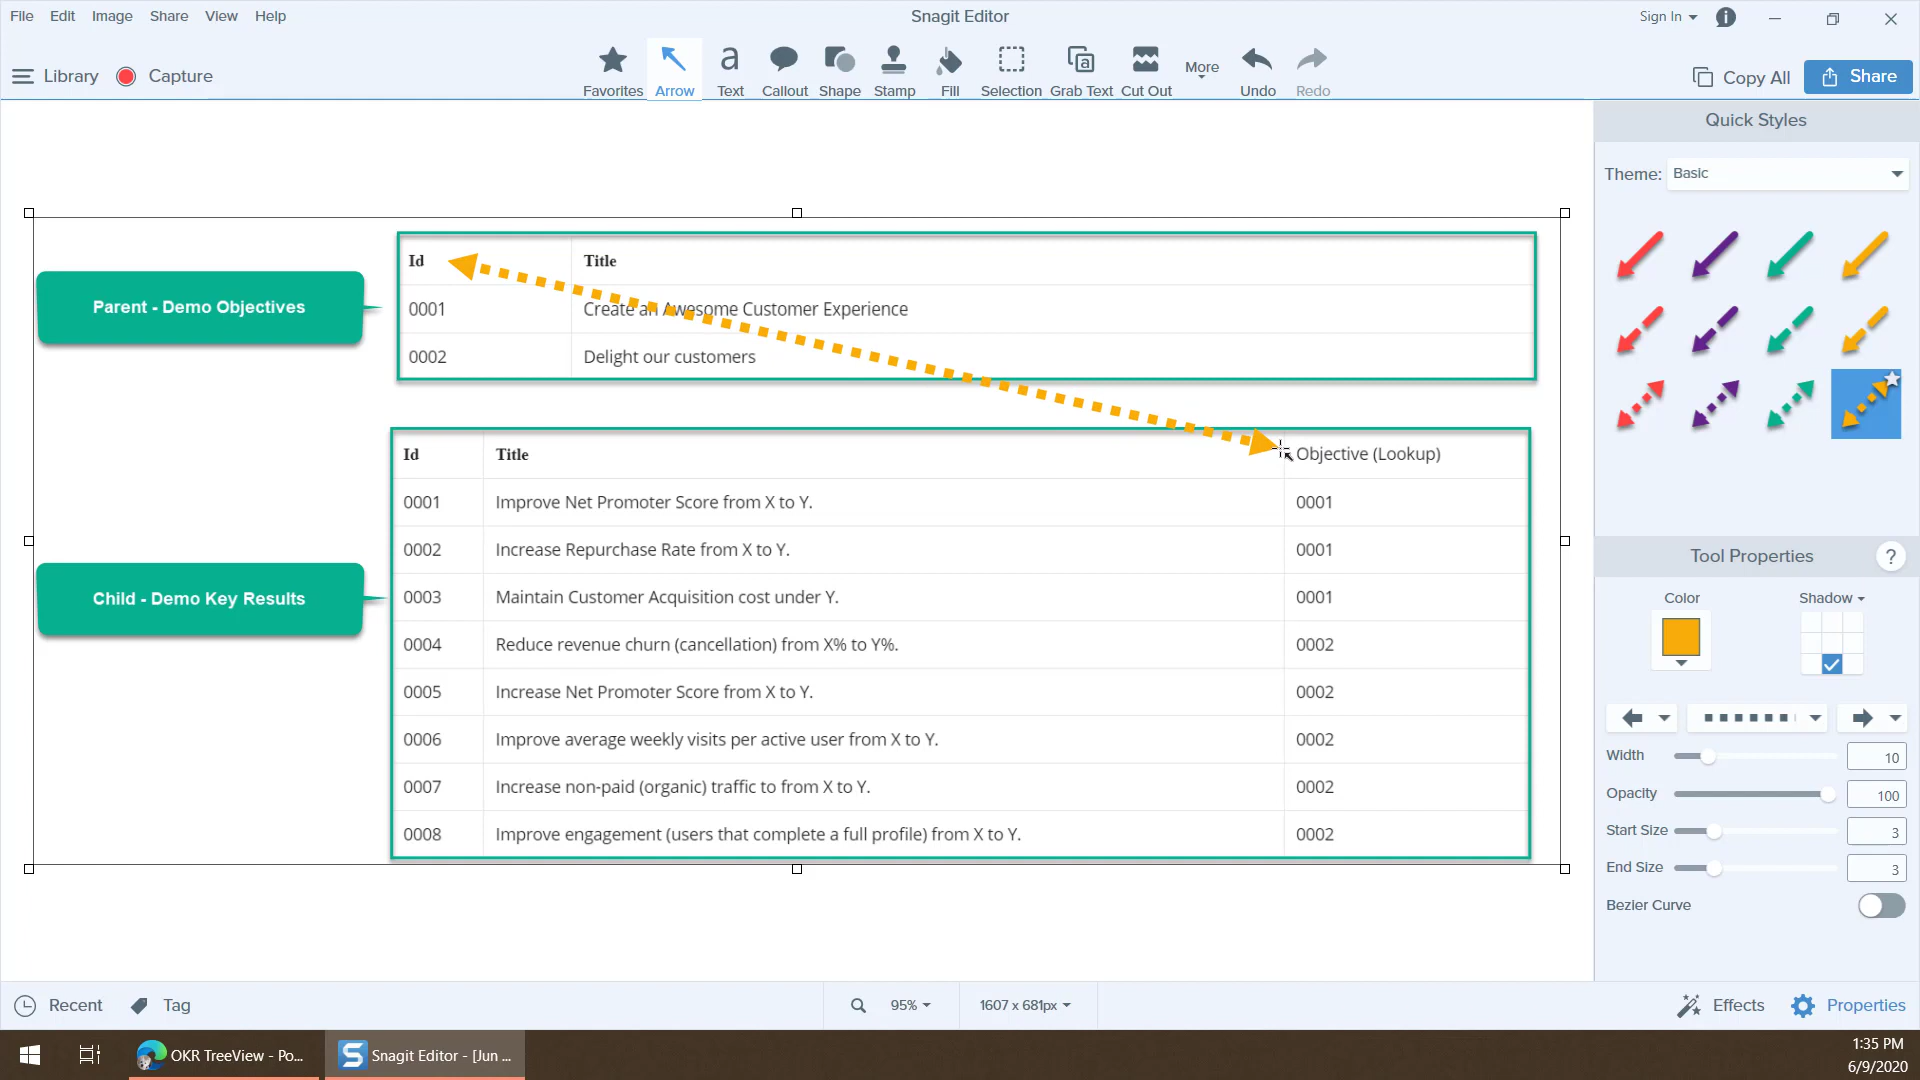 File Edit Image Share View Help
Snagit Editor
Sign In
Library Capture
Favorites Arrow Text Callout Shape Stamp Fill Selection Grab Text Cut Out More Undo Redo
Copy All Share
Quick Styles
Theme: Basic
Parent - Demo Objectives
Id Title
0001 Create an Awesome Customer Experience
0002 Delight our customers
Child - Demo Key Results
Id Title Objective (Lookup)
0001 Improve Net Promoter Score from X to Y. 0001
0002 Increase Repurchase Rate from X to Y. 0001
0003 Maintain Customer Acquisition cost under Y. 0001
0004 Reduce revenue churn (cancellation) from X% to Y%. 0002
0005 Increase Net Promoter Score from X to Y. 0002
0006 Improve average weekly visits per active user from X to Y. 0002
0007 Increase non-paid (organic) traffic to from X to Y. 0002
0008 Improve engagement (users that complete a full profile) from X to Y. 0002
Tool Properties ?
Color Shadow
Width 10
Opacity 100
Start Size 3
End Size 3
Bezier Curve
Recent Tag
95% 1607 x 681px
Effects Properties
OKR TreeView - Po...
Snagit Editor - [Jun ...
1:35 PM
6/9/2020